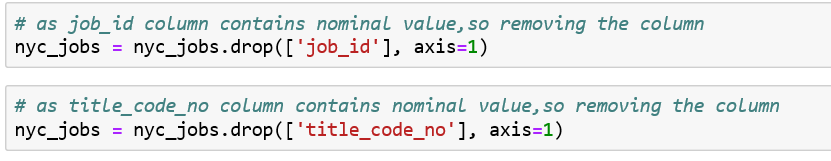 # as job_id column contains nominal value,so removing the column
nyc_jobs = nyc_jobs.drop(['job_id'], axis=1)
# as title_code_no column contains nominal value,so removing the column
nyc_jobs = nyc_jobs.drop(['title_code_no'], axis=1)